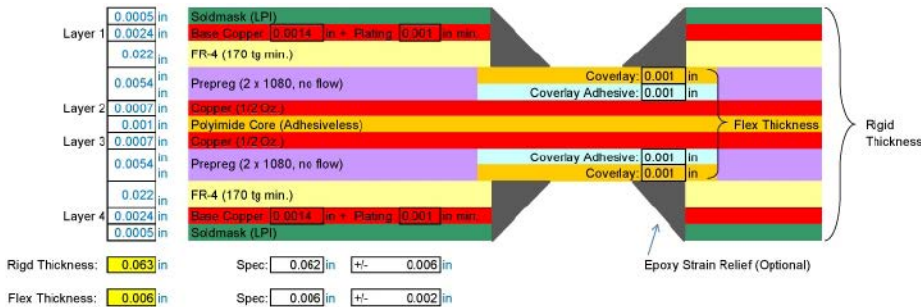 0.0005 in Soldmask (LPI)
Layer 1 0.0024 in Base Copper 0.0014 in + Plating 0.001 in min.
0.022 in FR-4 (170 tg min.)
in Coverlay: 0.001 in
0.0054 Prepreg (2 x 1080, no flow)
in Coverlay Adhesive: 0.001 in
Layer 2 0.0007 in Copper (1/2 Oz.)
0.001 in Polyimide Core (Adhesiveless) Flex Thickness Rigid Thickness
Layer 3 0.0007 in Copper (1/2 Oz.)
in Coverlay Adhesive: 0.001 in
0.0054 Prepreg (2 x 1080, no flow)
in Coverlay: 0.001 in
0.022 in FR-4 (170 tg min.)
Layer 4 0.0024 in Base Copper 0.0014 in + Plating 0.001 in min.
0.0005 in Soldmask (LPI)
Rigd Thickness: 0.063 in Spec: 0.062 in +/- 0.006 in Epoxy Strain Relief (Optional)
Flex Thickness: 0.006 in Spec: 0.006 in +/- 0.002 in